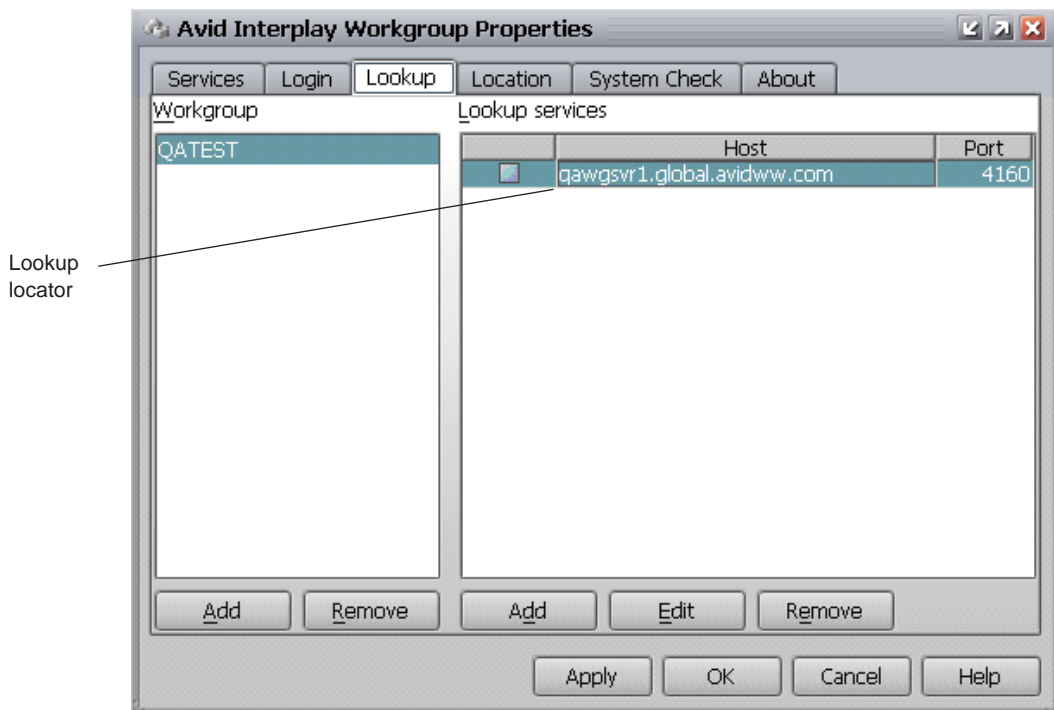 Avid Interplay Workgroup Properties
Services Login Lookup Location System Check About
Workgroup
Lookup services
QATEST
Host Port
qawgsvr1.global.avidww.com 4160
Lookup
locator
Add Remove Add Edit Remove
Apply OK Cancel Help